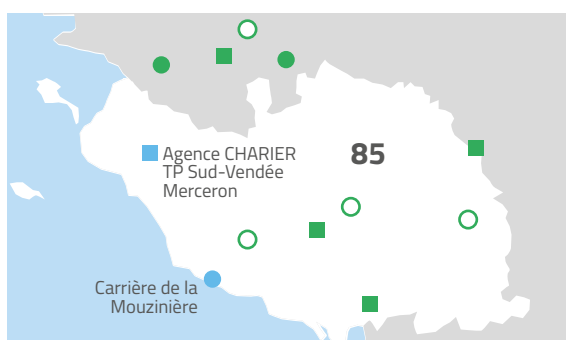 Agence CHARIER
TP Sud-Vendée
Merceron
85
Carrière de la
Mouzinière